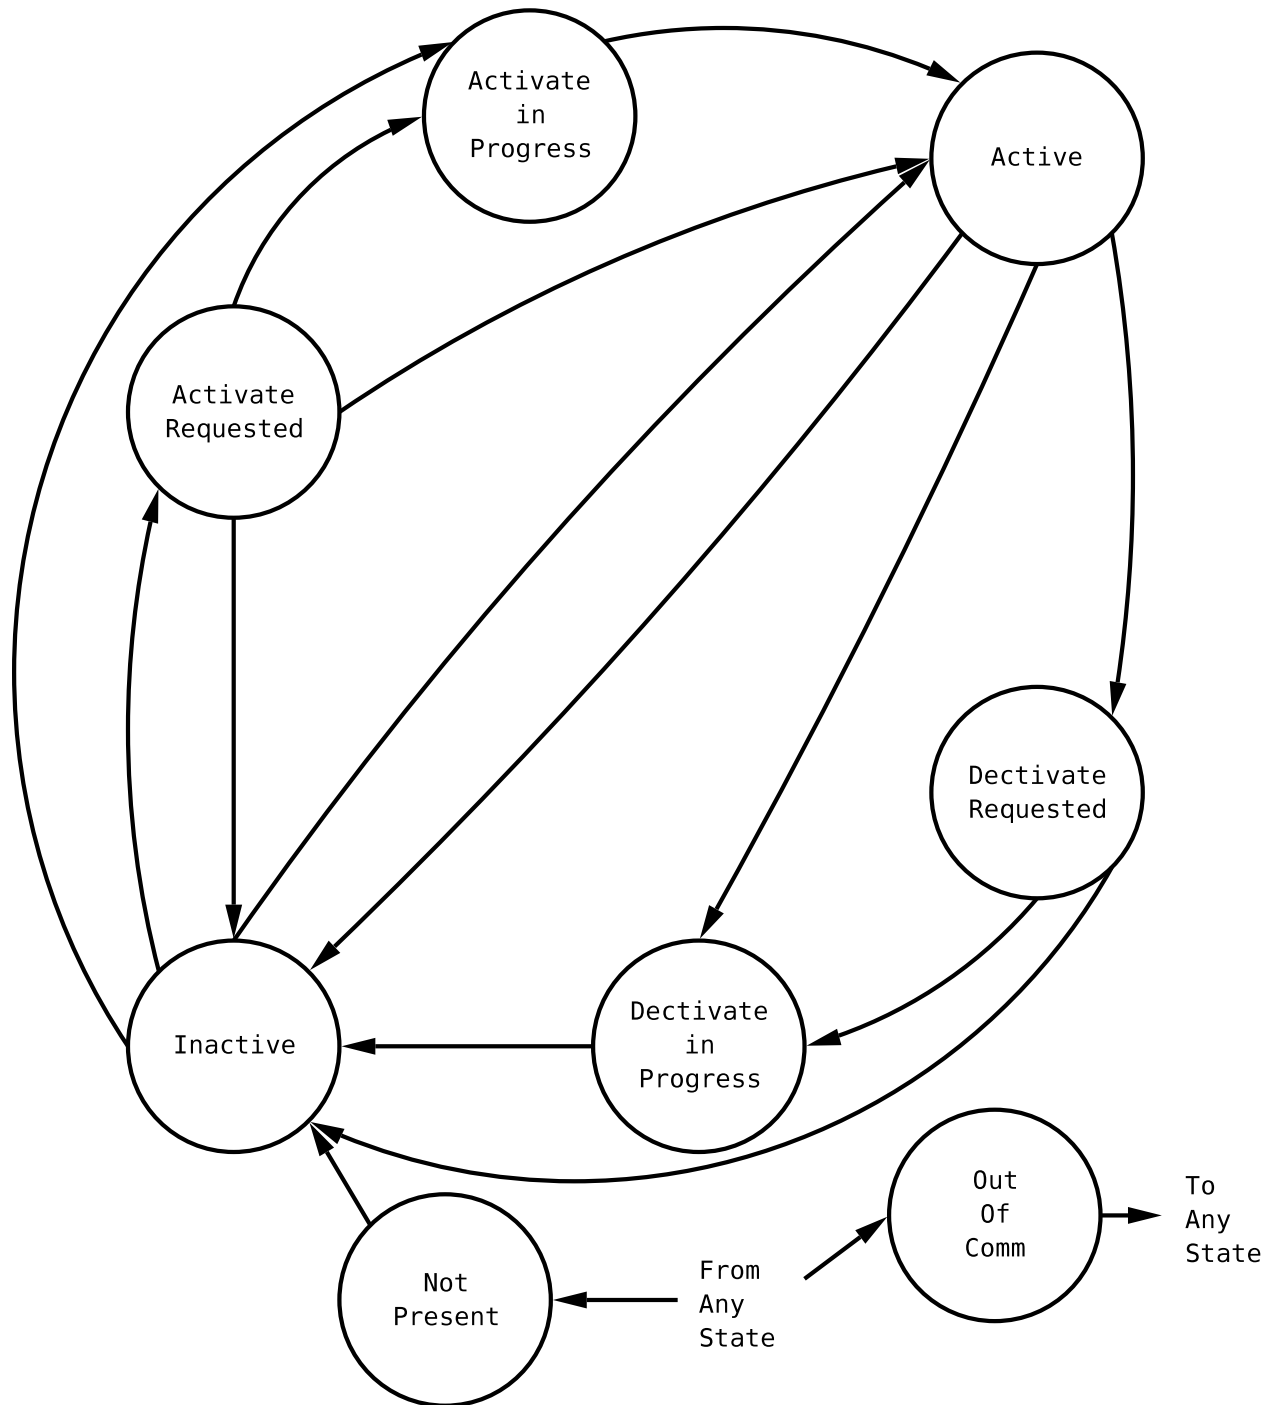 Activate
in
Progress
Active
Activate
Requested
Dectivate
Requested
Inactive
Dectivate
in
Progress
Out
Of
Comm
To
Any
State
Not
Present
From
Any
State